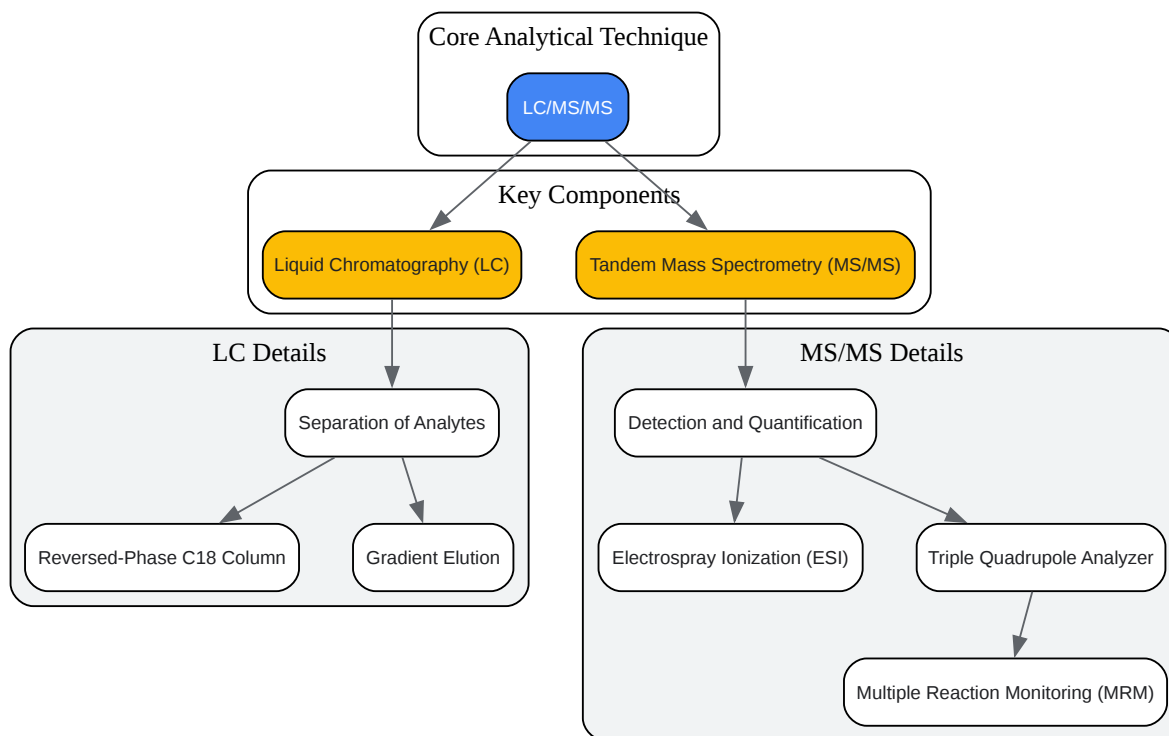 Core Analytical Technique
LC/MS/MS
Key Components
Liquid Chromatography (LC)
Tandem Mass Spectrometry (MS/MS)
LC Details
MS/MS Details
Separation of Analytes
Detection and Quantification
Reversed-Phase C18 Column
Gradient Elution
Electrospray Ionization (ESI)
Triple Quadrupole Analyzer
Multiple Reaction Monitoring (MRM)